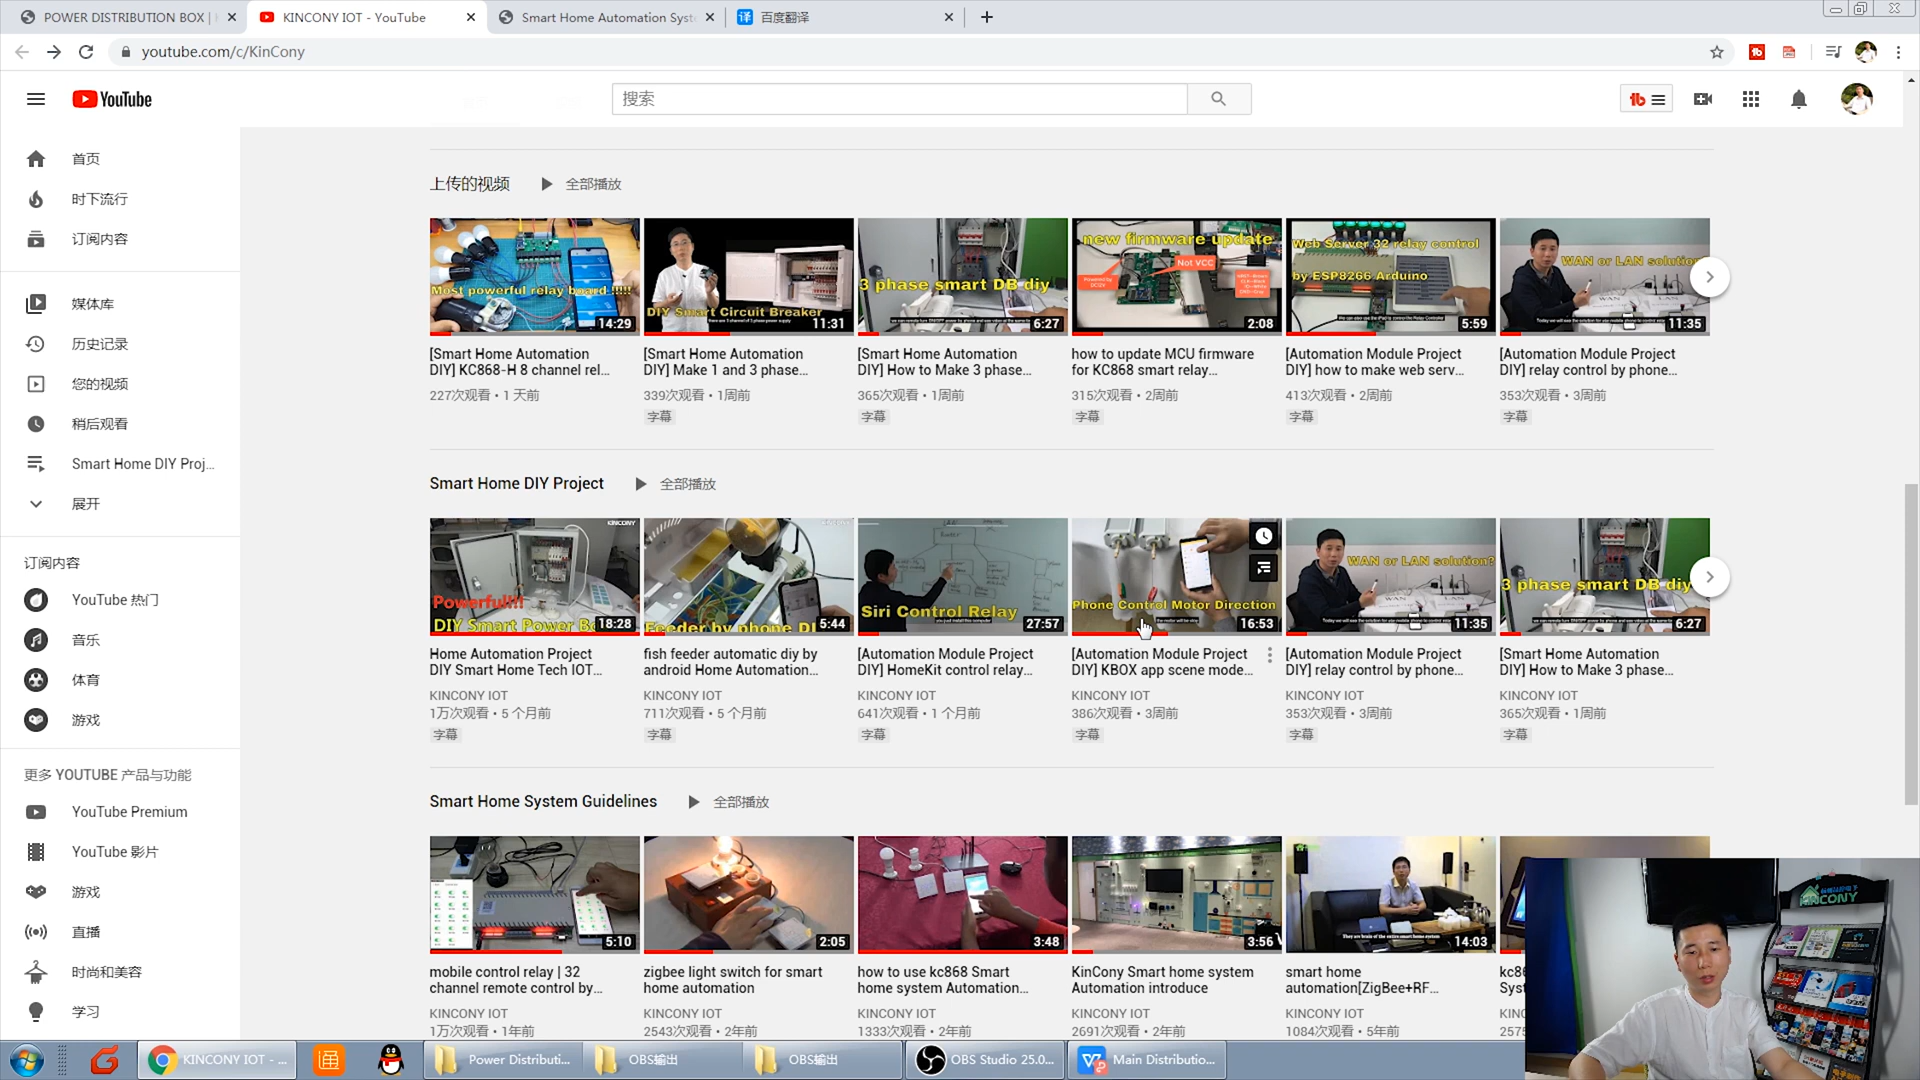 POWER DISTRIBUTION BOX |
KINCONY IOT - YouTube
Smart Home Automation Syst
译 百度翻译
youtube.com/c/KinCony
YouTube
搜索
首页
时下流行
订阅内容
媒体库
历史记录
您的视频
稍后观看
Smart Home DIY Proj...
展开
订阅内容
YouTube 热门
音乐
体育
游戏
更多 YOUTUBE 产品与功能
YouTube Premium
YouTube 影片
游戏
直播
时尚和美容
学习
上传的视频
全部播放
Most powerful relay board !!!!!
14:29
DIY Smart Circuit Breaker
11:31
3 phase smart DB diy
6:27
new firmware update
Not VCC
2:08
Web Server 32 relay control
by ESP8266 Arduino
5:59
WAN or LAN solution
11:35
[Smart Home Automation
DIY] KC868-H 8 channel rel...
227次观看 • 1 天前
[Smart Home Automation
DIY] Make 1 and 3 phase...
339次观看 • 1周前
字幕
[Smart Home Automation
DIY] How to Make 3 phase...
365次观看 • 1周前
字幕
how to update MCU firmware
for KC868 smart relay...
315次观看 • 2周前
字幕
[Automation Module Project
DIY] how to make web serv...
413次观看 • 2周前
字幕
[Automation Module Project
DIY] relay control by phone...
353次观看 • 3周前
字幕
Smart Home DIY Project
全部播放
KINCONY
Powerful!!!
DIY Smart Power Bo
18:28
Feeder by phone DI
5:44
Siri Control Relay
27:57
Phone Control Motor Direction
16:53
WAN or LAN solution?
11:35
3 phase smart DB diy
6:27
Home Automation Project
DIY Smart Home Tech IOT...
KINCONY IOT
1万次观看 • 5 个月前
字幕
fish feeder automatic diy by
android Home Automation...
KINCONY IOT
711次观看 • 5 个月前
字幕
[Automation Module Project
DIY] HomeKit control relay...
KINCONY IOT
641次观看 • 1 个月前
字幕
[Automation Module Project
DIY] KBOX app scene mode...
KINCONY IOT
386次观看 • 3周前
字幕
[Automation Module Project
DIY] relay control by phone...
KINCONY IOT
353次观看 • 3周前
字幕
[Smart Home Automation
DIY] How to Make 3 phase...
KINCONY IOT
365次观看 • 1周前
字幕
Smart Home System Guidelines
全部播放
5:10
2:05
3:48
3:56
14:03
mobile control relay | 32
channel remote control by...
KINCONY IOT
1万次观看 • 1年前
zigbee light switch for smart
home automation
KINCONY IOT
2543次观看 • 2年前
how to use kc868 Smart
home system Automation...
KINCONY IOT
1333次观看 • 2年前
KinCony Smart home system
Automation introduce
KINCONY IOT
2691次观看 • 2年前
smart home
automation[ZigBee+RF...
KINCONY IOT
1084次观看 • 5年前
kc86
Syst
KINC
2575
KINCONY
KINCONY IOT - ...
Power Distributi...
OBS输出
OBS输出
OBS Studio 25.0...
Main Distributio...